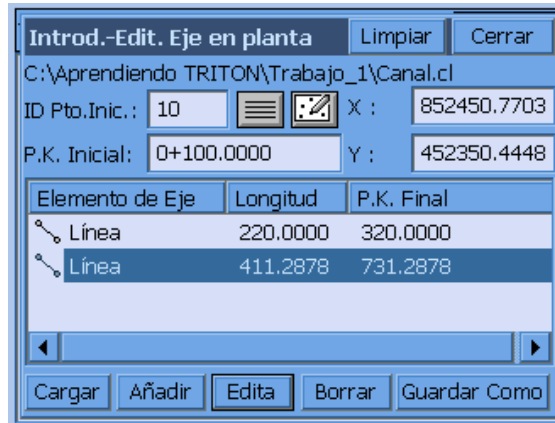 Introd.-Edit. Eje en planta Limpiar Cerrar
C:\Aprendiendo TRITON\Trabajo_1\Canal.cl
ID Pto.Inic.: 10 X : 852450.7703
P.K. Inicial: 0+100.0000 Y : 452350.4448
Elemento de Eje Longitud P.K. Final
Línea 220.0000 320.0000
Línea 411.2878 731.2878
Cargar Añadir Edita Borrar Guardar Como